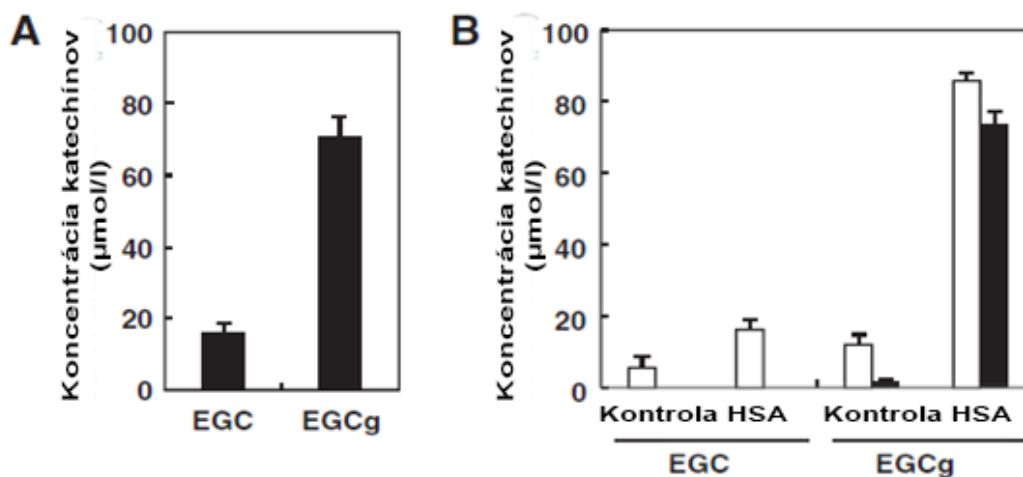 A
Koncentrácia katechínov
(µmol/l)
100
80
60
40
20
0
EGC EGCg
B
Koncentrácia katechínov
(µmol/l)
100
80
60
40
20
0
Kontrola HSA Kontrola HSA
EGC EGCg